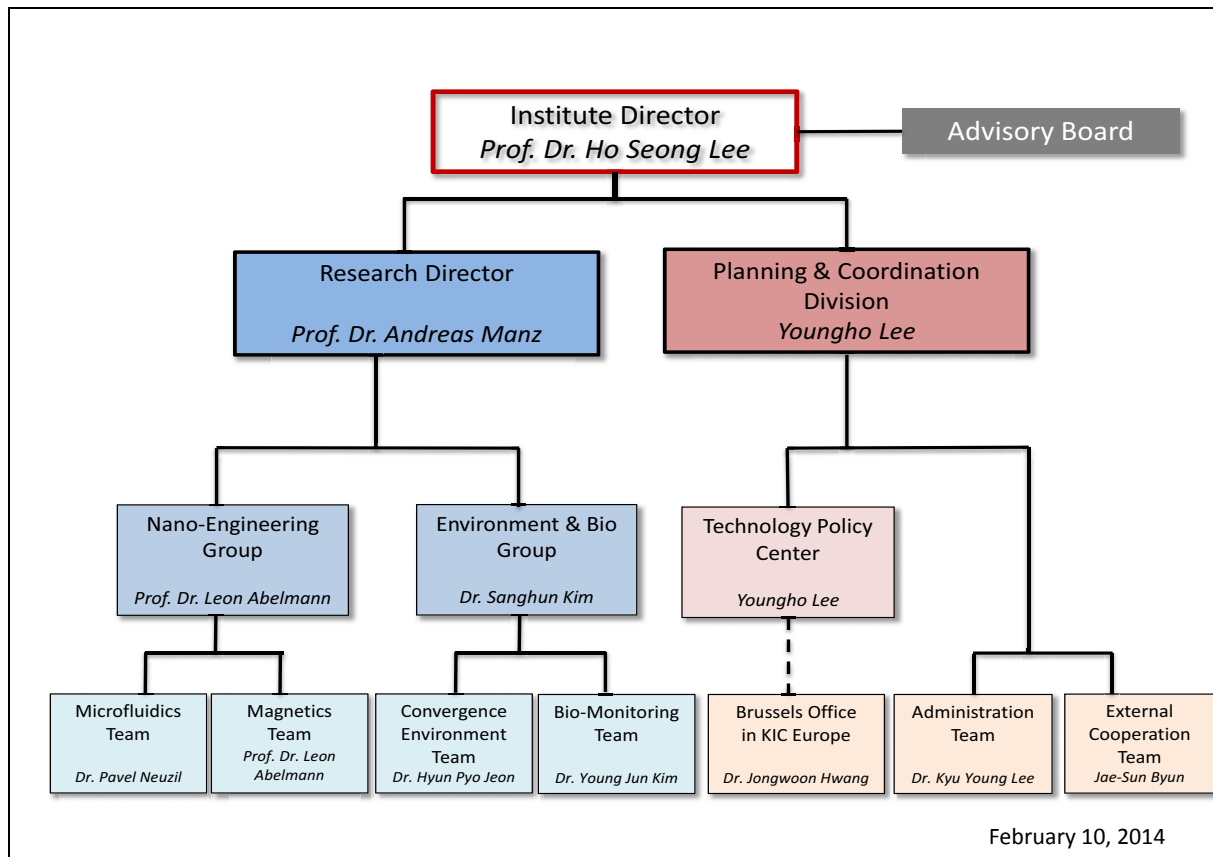 Institute Director
Prof. Dr. Ho Seong Lee
Advisory Board
Research Director
Prof. Dr. Andreas Manz
Planning & Coordination
Division
Youngho Lee
Nano-Engineering
Group
Prof. Dr. Leon Abelmann
Environment & Bio
Group
Dr. Sanghun Kim
Technology Policy
Center
Youngho Lee
Microfluidics
Team
Dr. Pavel Neuzil
Magnetics
Team
Prof. Dr. Leon
Abelmann
Convergence
Environment
Team
Dr. Hyun Pyo Jeon
Bio-Monitoring
Team
Dr. Young Jun Kim
Brussels Office
in KIC Europe
Dr. Jongwoon Hwang
Administration
Team
Dr. Kyu Young Lee
External
Cooperation
Team
Jae-Sun Byun
February 10, 2014